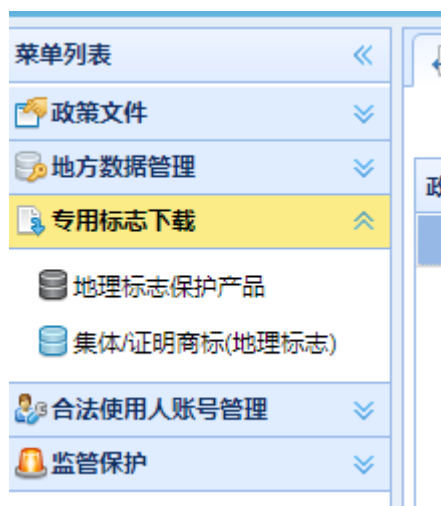 菜单列表
政策文件
地方数据管理
专用标志下载
地理标志保护产品
集体/证明商标(地理标志)
合法使用人账号管理
监管保护